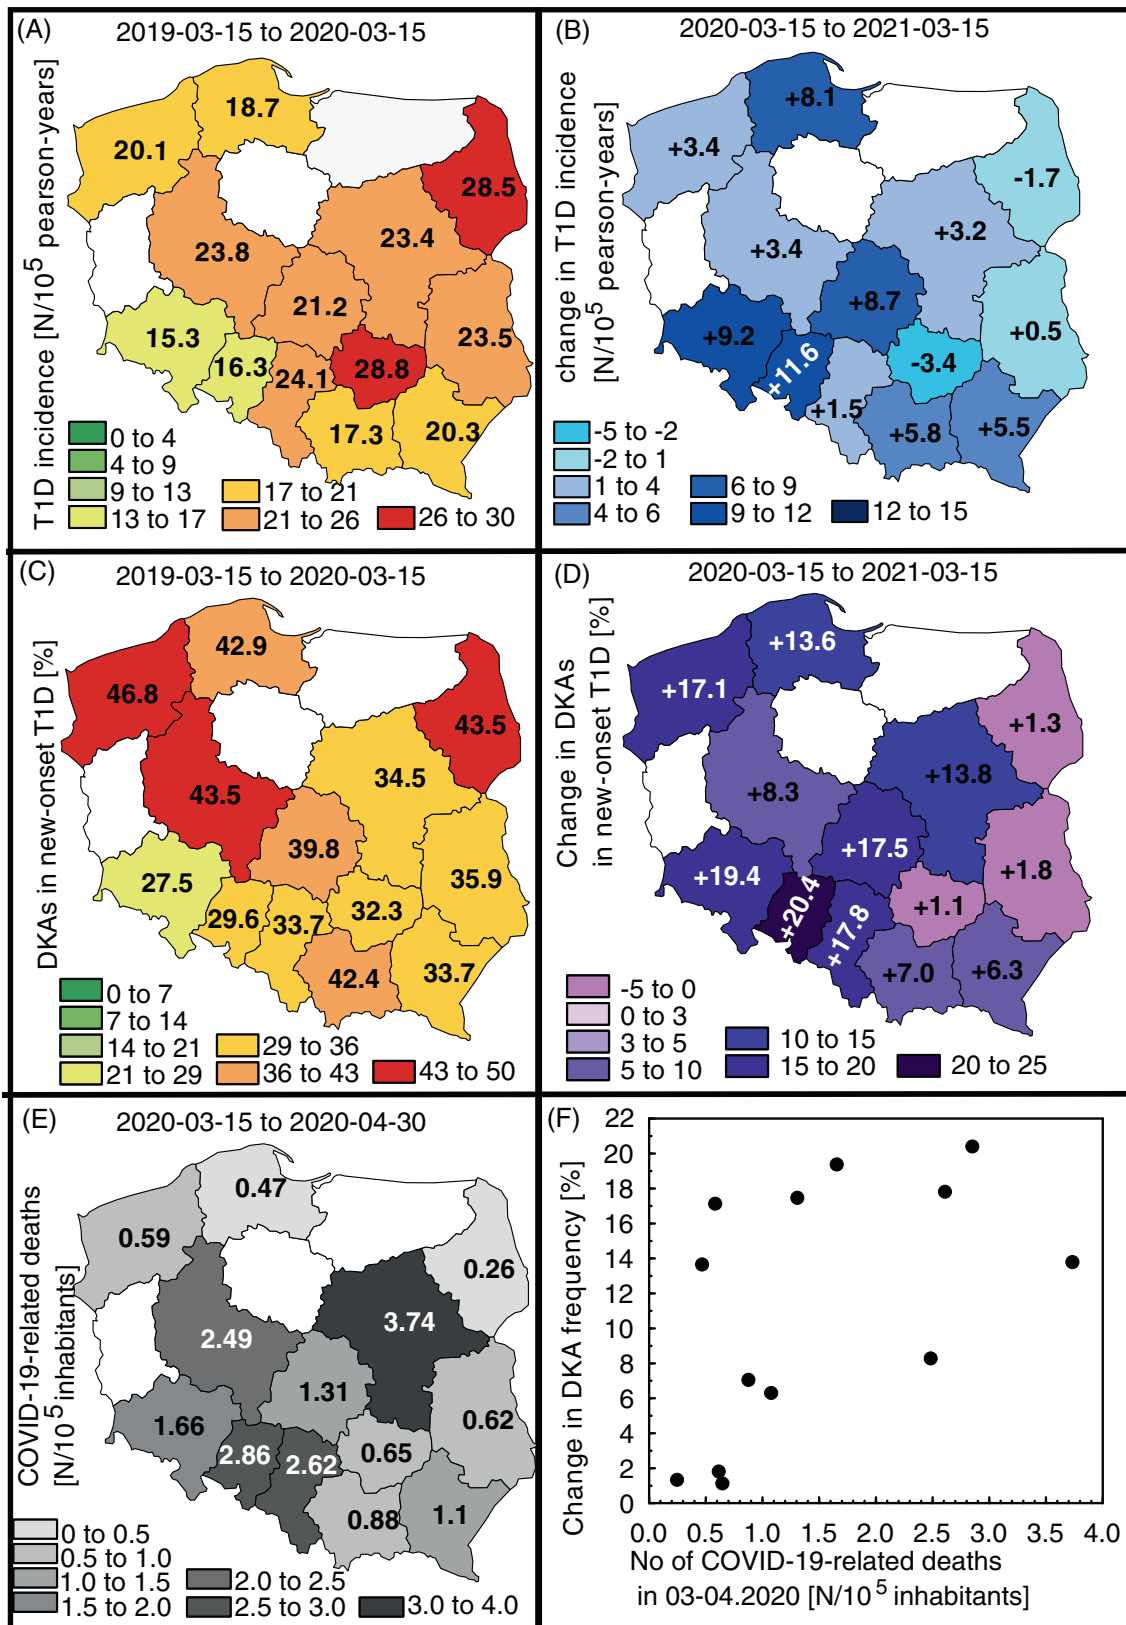 (A)
2019-03-15 to 2020-03-15
T1D incidence [N/10⁵ pearson-years]
18.7
20.1
28.5
23.4
23.8
21.2
23.5
15.3
16.3
24.1
28.8
17.3
20.3
0 to 4
4 to 9
9 to 13
13 to 17
17 to 21
21 to 26
26 to 30
(B)
2020-03-15 to 2021-03-15
change in T1D incidence
[N/10⁵ pearson-years]
+8.1
+3.4
-1.7
+3.2
+3.4
+8.7
+0.5
+9.2
+11.6
-3.4
+1.5
+5.8
+5.5
-5 to -2
-2 to 1
1 to 4
4 to 6
6 to 9
9 to 12
12 to 15
(C)
2019-03-15 to 2020-03-15
DKAs in new-onset T1D [%]
42.9
46.8
43.5
34.5
43.5
39.8
35.9
27.5
29.6
33.7
32.3
42.4
33.7
0 to 7
7 to 14
14 to 21
21 to 29
29 to 36
36 to 43
43 to 50
(D)
2020-03-15 to 2021-03-15
Change in DKAs
in new-onset T1D [%]
+13.6
+17.1
+1.3
+13.8
+8.3
+17.5
+1.8
+19.4
+20.4
+17.8
+1.1
+7.0
+6.3
-5 to 0
0 to 3
3 to 5
5 to 10
10 to 15
15 to 20
20 to 25
(E)
2020-03-15 to 2020-04-30
COVID-19-related deaths
[N/10⁵ inhabitants]
0.47
0.59
0.26
3.74
2.49
1.31
0.62
1.66
2.86
2.62
0.65
0.88
1.1
0 to 0.5
0.5 to 1.0
1.0 to 1.5
1.5 to 2.0
2.0 to 2.5
2.5 to 3.0
3.0 to 4.0
(F)
Change in DKA frequency [%]
22
20
18
16
14
12
10
8
6
4
2
0
0.0 0.5 1.0 1.5 2.0 2.5 3.0 3.5 4.0
No of COVID-19-related deaths
in 03-04.2020 [N/10⁵ inhabitants]